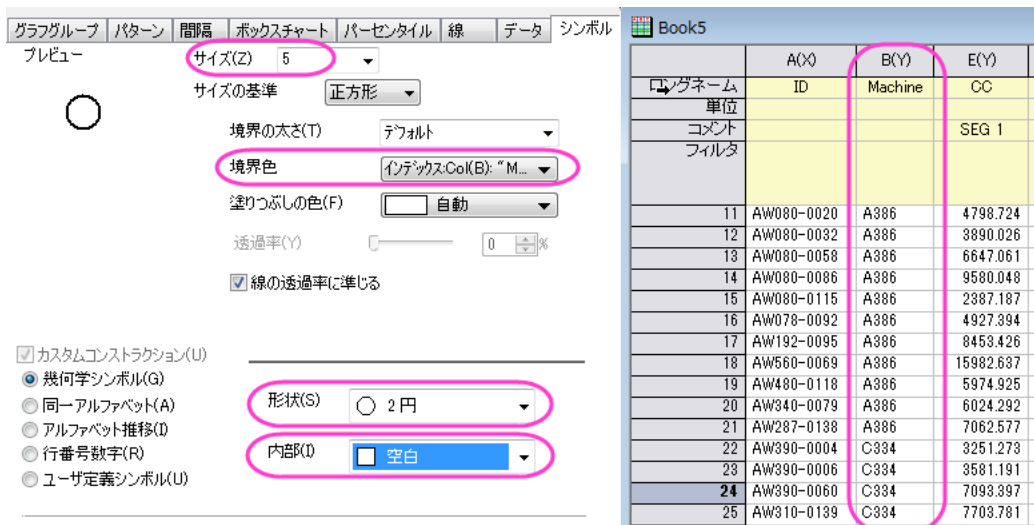 グラフグループ パターン 間隔 ボックスチャート パーセンタイル 線 データ シンボル
プレビュー
サイズ(Z) 5
サイズの基準 正方形
境界の太さ(T) デフォルト
境界色 インデックス:Col(B): "M...
塗りつぶしの色(F) 自動
透過率(Y) 0 %
線の透過率に準じる
カスタムコンストラクション(U)
幾何学シンボル(G)
同一アルファベット(A)
アルファベット推移(I)
行番号数字(R)
ユーザ定義シンボル(U)
形状(S) 2 円
内部(I) 空白
Book5
A(X) B(Y) E(Y)
ロングネーム ID Machine CC
単位
コメント SEG 1
フィルタ
11 AW080-0020 A386 4798.724
12 AW080-0032 A386 3890.026
13 AW080-0058 A386 6647.061
14 AW080-0086 A386 9580.048
15 AW080-0115 A386 2387.187
16 AW078-0092 A386 4927.394
17 AW192-0095 A386 8453.426
18 AW560-0069 A386 15982.637
19 AW480-0118 A386 5974.925
20 AW340-0079 A386 6024.292
21 AW287-0138 A386 7062.577
22 AW390-0004 C334 3251.273
23 AW390-0006 C334 3581.191
24 AW390-0060 C334 7093.397
25 AW310-0139 C334 7703.781